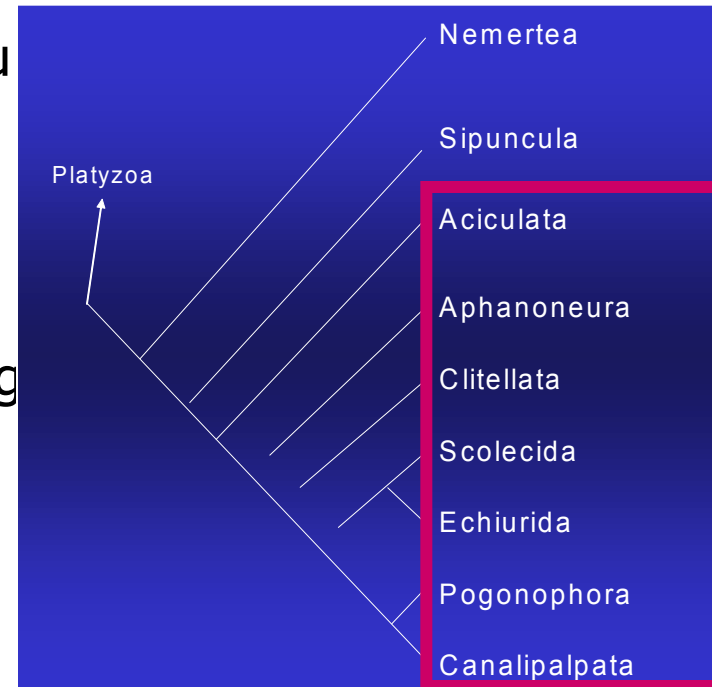 Nemertea
Sipuncula
Platyzoa
Aciculata
Aphanoneura
Clitellata
Scolecida
Echiurida
Pogonophora
Canalipalpata